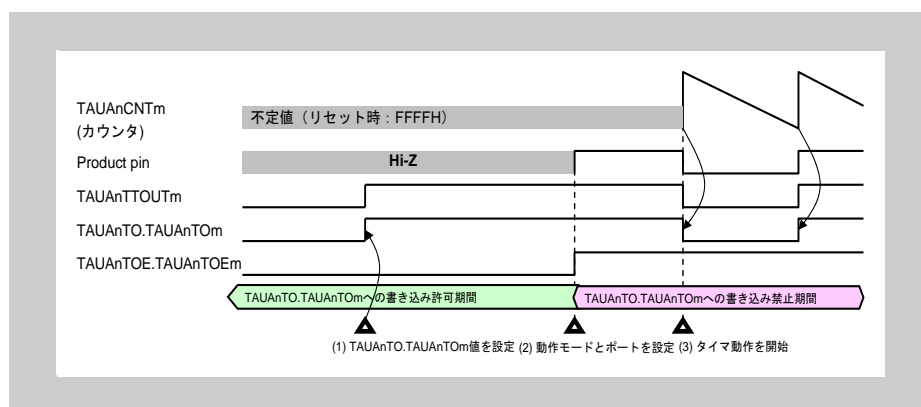 TAUAnCNTm
(カウンタ)
不定値（リセット時：FFFFH）
Product pin
Hi-Z
TAUAnTTOUTm
TAUAnTO.TAUAnTOm
TAUAnTOE.TAUAnTOEm
TAUAnTO.TAUAnTOmへの書き込み許可期間
TAUAnTO.TAUAnTOmへの書き込み禁止期間
(1) TAUAnTO.TAUAnTOm値を設定 (2) 動作モードとポートを設定 (3) タイマ動作を開始